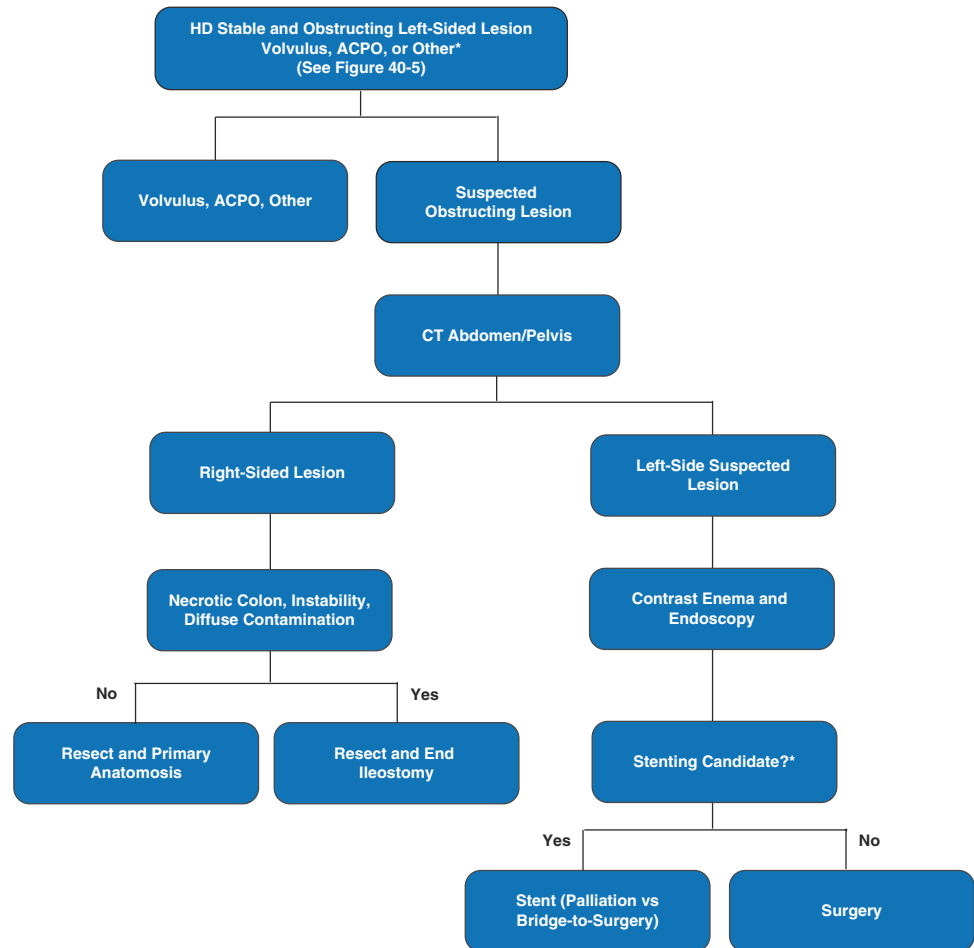 HD Stable and Obstructing Left-Sided Lesion
Volvulus, ACPO, or Other*
(See Figure 40-5)
Volvulus, ACPO, Other
Suspected
Obstructing Lesion
CT Abdomen/Pelvis
Right-Sided Lesion
Left-Side Suspected
Lesion
Necrotic Colon, Instability,
Diffuse Contamination
Contrast Enema and
Endoscopy
No
Yes
Resect and Primary
Anatomosis
Resect and End
Ileostomy
Stenting Candidate?*
Yes
No
Stent (Palliation vs
Bridge-to-Surgery)
Surgery